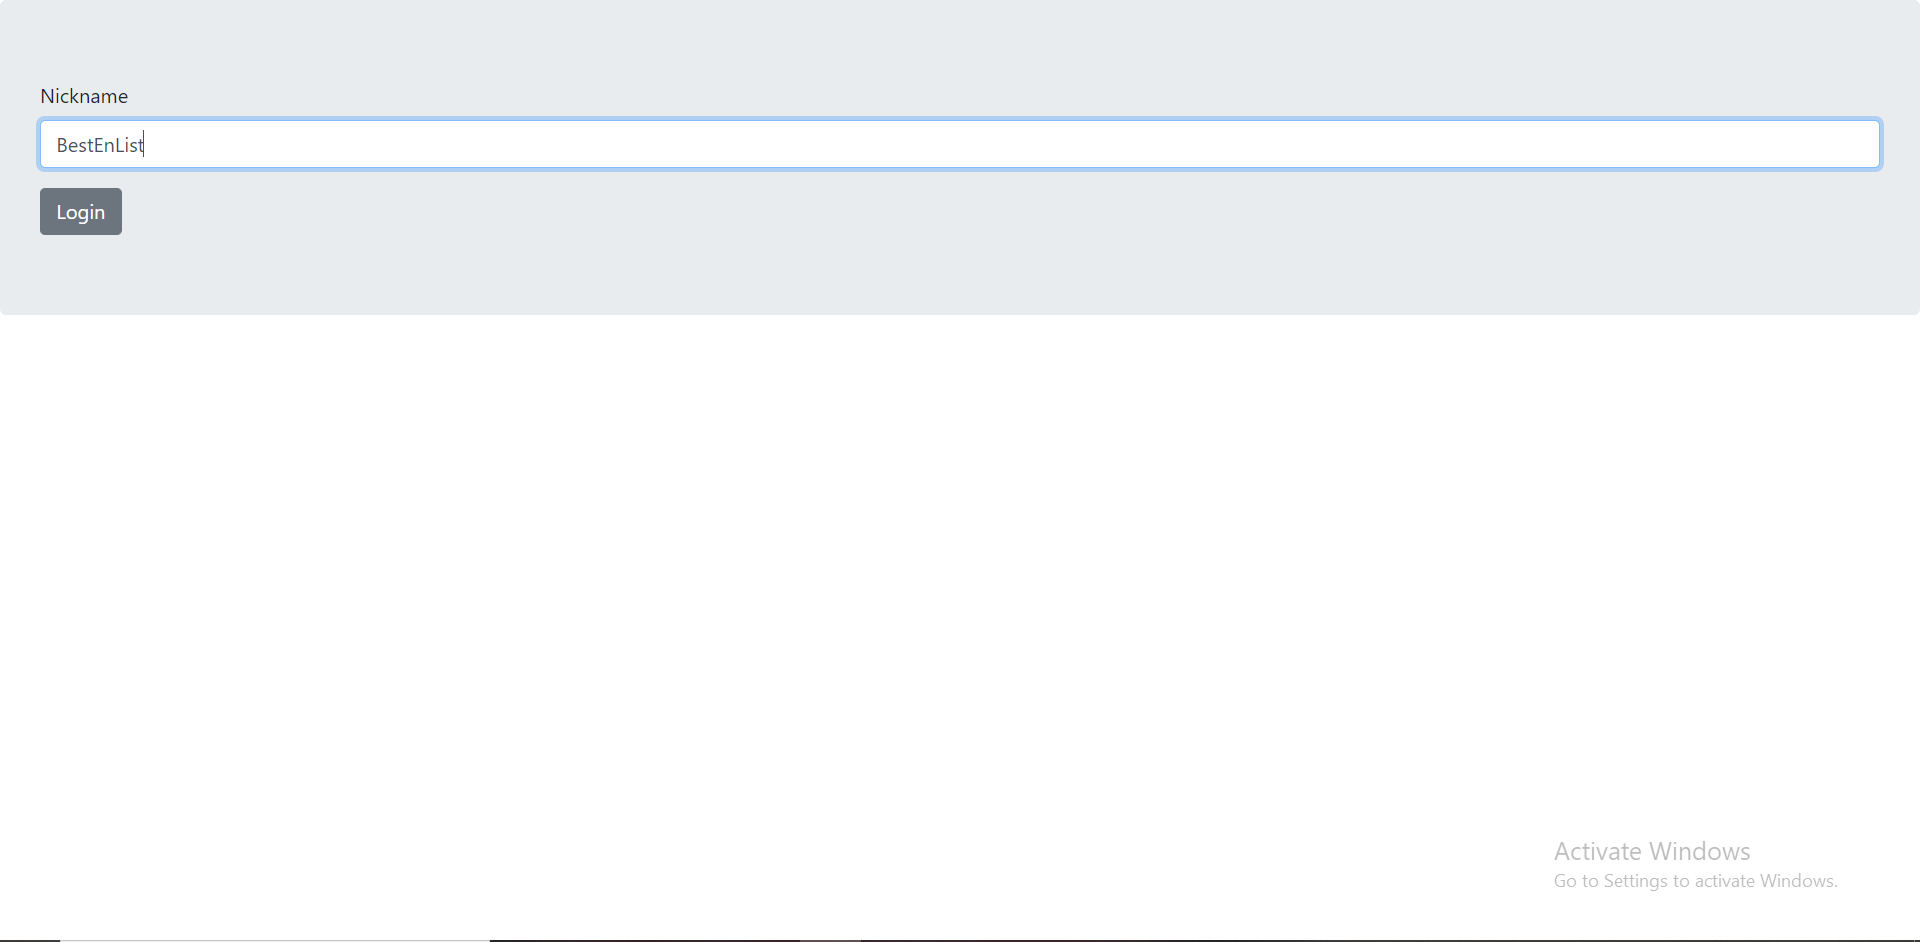 Nickname
BestEnList
Login
Activate Windows
Go to Settings to activate Windows.